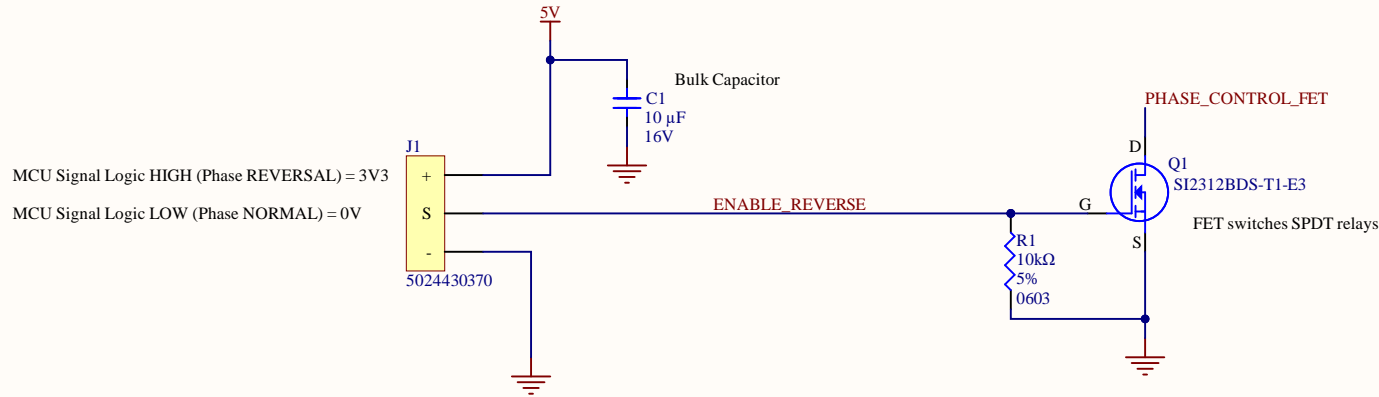 5V
Bulk Capacitor
C1
10 µF
16V
PHASE_CONTROL_FET
J1
D
Q1
MCU Signal Logic HIGH (Phase REVERSAL) = 3V3
+
SI2312BDS-T1-E3
MCU Signal Logic LOW (Phase NORMAL) = 0V
S
ENABLE_REVERSE
G
FET switches SPDT relays
R1
S
-
10kΩ
5024430370
5%
0603